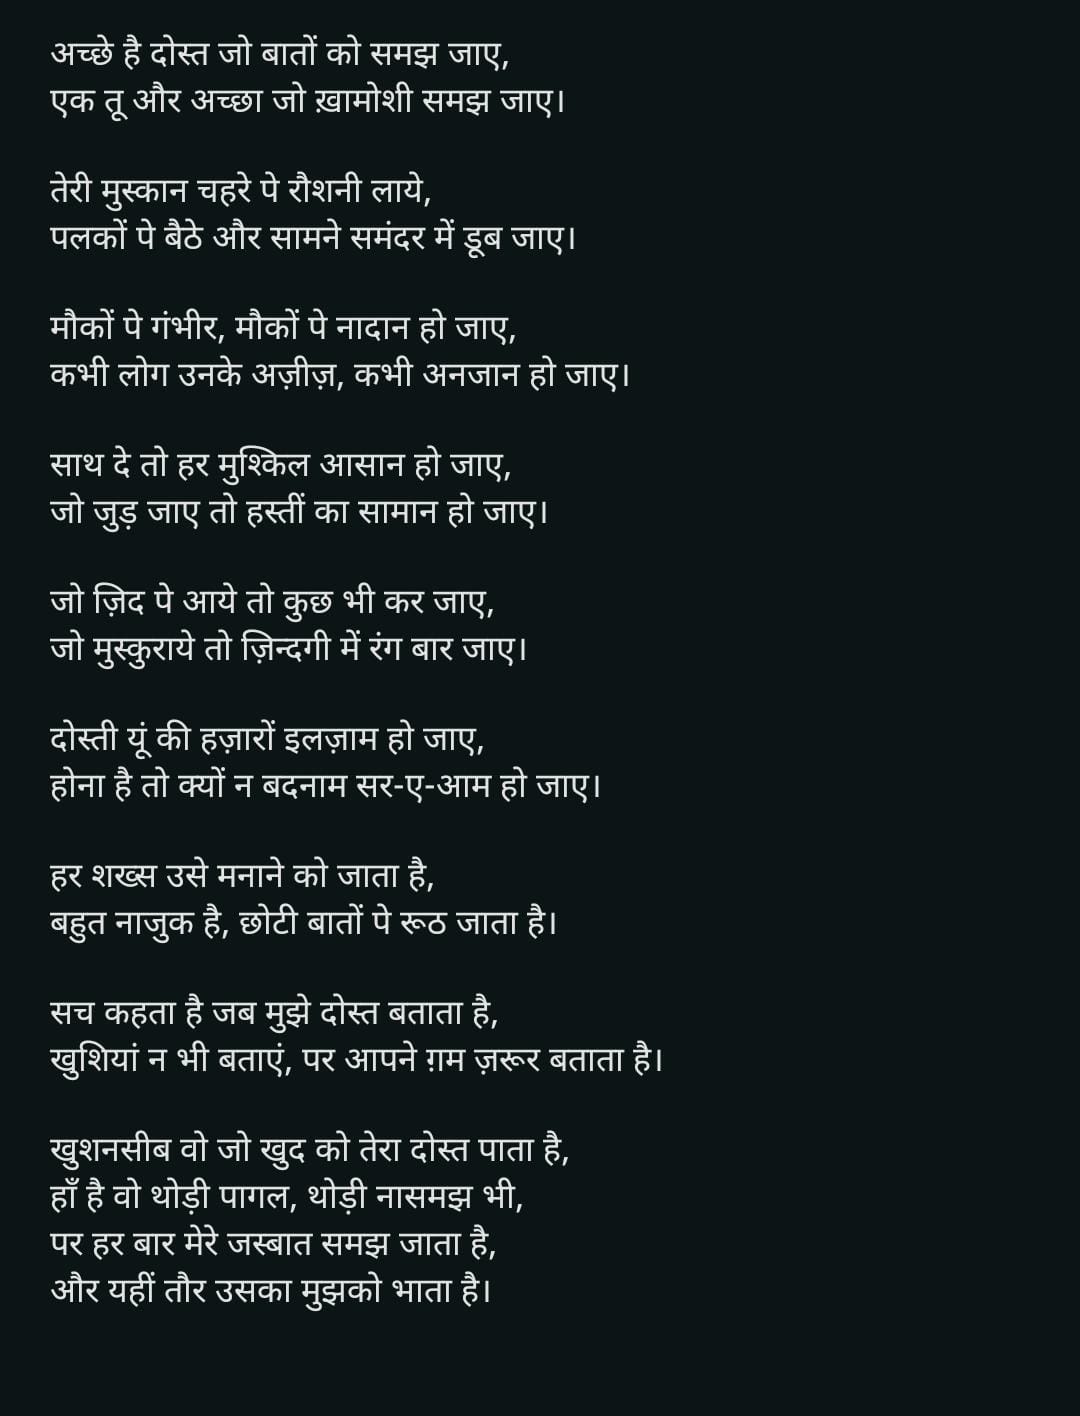 अच्छे है दोस्त जो बातों को समझ जाए,
एक तू और अच्छा जो ख़ामोशी समझ जाए।
तेरी मुस्कान चहरे पे रौशनी लाये,
पलकों पे बैठे और सामने समंदर में डूब जाए।
मौकों पे गंभीर, मौकों पे नादान हो जाए,
कभी लोग उनके अज़ीज़, कभी अनजान हो जाए।
साथ दे तो हर मुश्किल आसान हो जाए,
जो जुड़ जाए तो हस्तीं का सामान हो जाए।
जो ज़िद पे आये तो कुछ भी कर जाए,
जो मुस्कुराये तो ज़िन्दगी में रंग बार जाए।
दोस्ती यूं की हज़ारों इलज़ाम हो जाए,
होना है तो क्यों न बदनाम सर-ए-आम हो जाए।
हर शख्स उसे मनाने को जाता है,
बहुत नाजुक है, छोटी बातों पे रूठ जाता है।
सच कहता है जब मुझे दोस्त बताता है,
खुशियां न भी बताएं, पर आपने ग़म ज़रूर बताता है।
खुशनसीब वो जो खुद को तेरा दोस्त पाता है,
हाँ है वो थोड़ी पागल, थोड़ी नासमझ भी,
पर हर बार मेरे जस्बात समझ जाता है,
और यहीं तौर उसका मुझको भाता है।